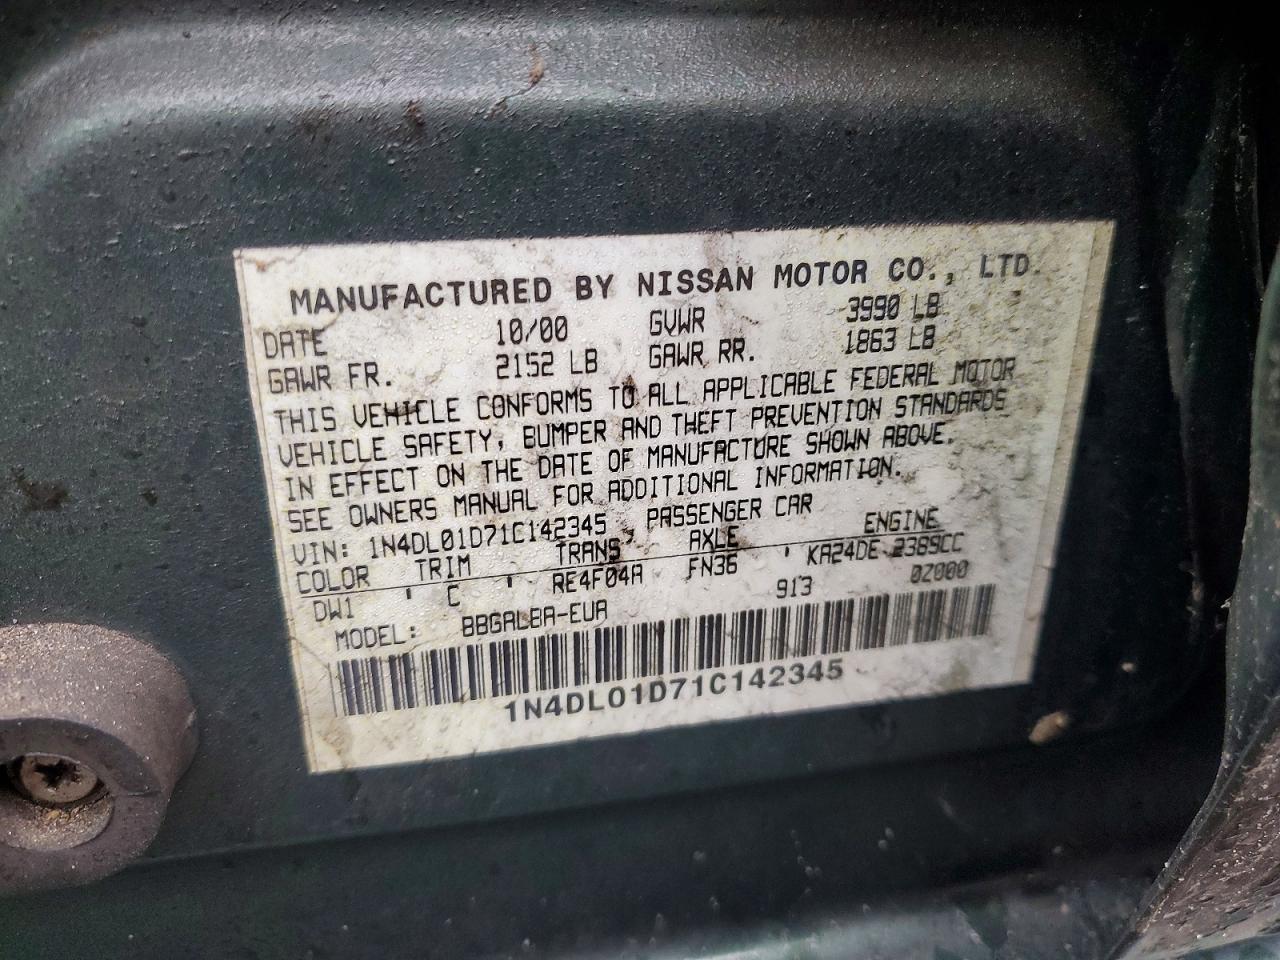 MANUFACTURED BY NISSAN MOTOR CO., LTD.
DATE 10/00 GVWR 3990 LB
GAWR FR. 2152 LB GAWR RR. 1863 LB
THIS VEHICLE CONFORMS TO ALL APPLICABLE FEDERAL MOTOR
VEHICLE SAFETY, BUMPER AND THEFT PREVENTION STANDARDS
IN EFFECT ON THE DATE OF MANUFACTURE SHOWN ABOVE.
SEE OWNERS MANUAL FOR ADDITIONAL INFORMATION.
VIN: 1N4DL01D71C142345, PASSENGER CAR
COLOR TRIM TRANS AXLE ENGINE
DW1 ' C ' RE4F04A FN36 ' KA24DE 2389CC
MODEL: BBGALBA-EUA 913 02000
1N4DL01D71C142345